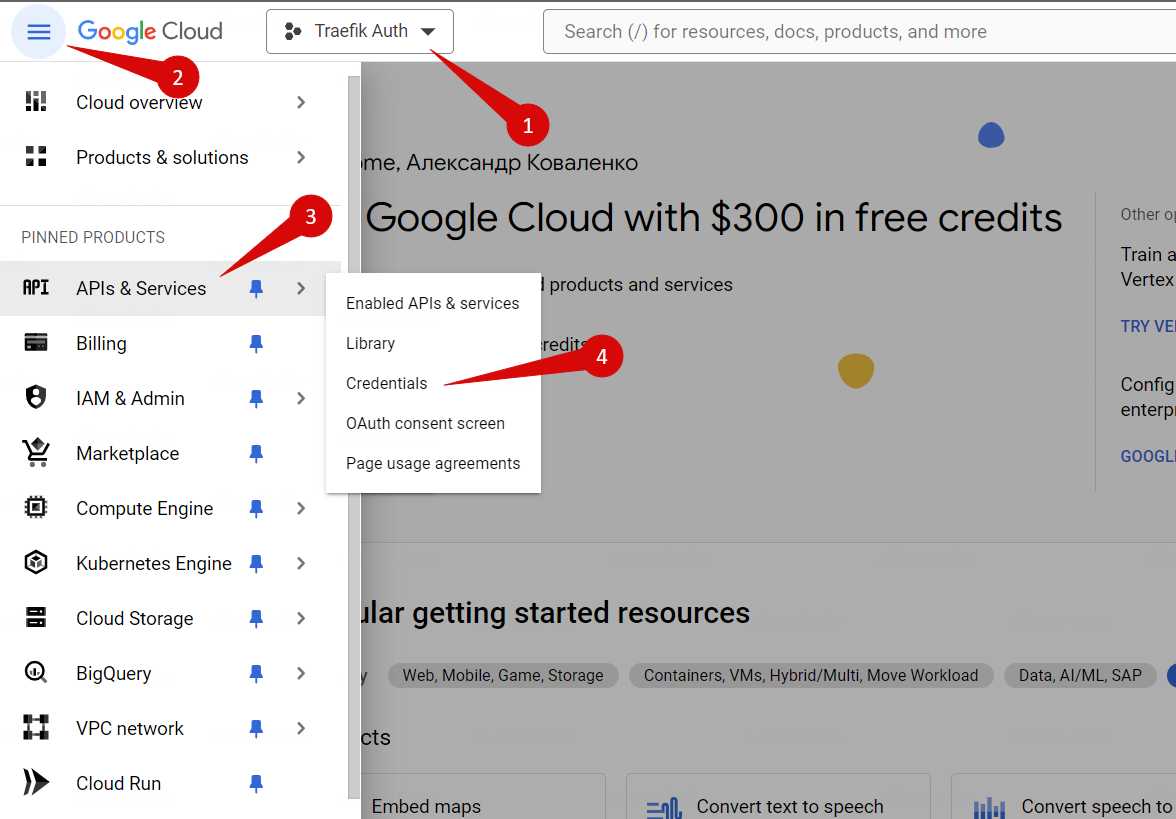 Google Cloud
Traefik Auth
Search (/) for resources, docs, products, and more
2
1
Cloud overview
Products & solutions
3
PINNED PRODUCTS
API APIs & Services
Billing
IAM & Admin
Marketplace
Compute Engine
Kubernetes Engine
Cloud Storage
BigQuery
VPC network
Cloud Run
Enabled APIs & services
Library
Credentials
4
OAuth consent screen
Page usage agreements
ome, Александр Коваленко
Google Cloud with $300 in free credits
d products and services
credits
Other op
Train a
Vertex
TRY VE
Config
enterp
GOOGL
ular getting started resources
y
Web, Mobile, Game, Storage
Containers, VMs, Hybrid/Multi, Move Workload
Data, AI/ML, SAP
cts
Embed maps
Convert text to speech
Convert speech to